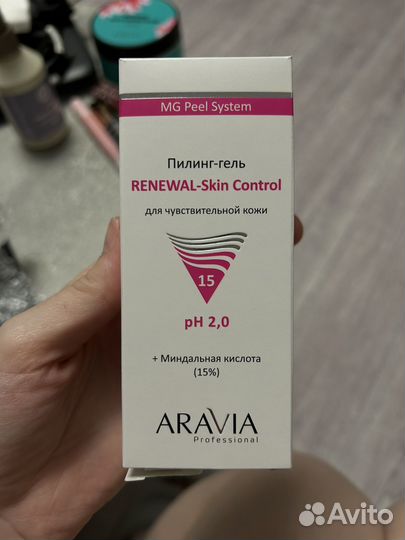 MG Peel System
Пилинг-гель
RENEWAL-Skin Control
для чувствительной кожи
15
pH 2,0
+ Миндальная кислота
(15%)
ARAVIA
Professional
Avito